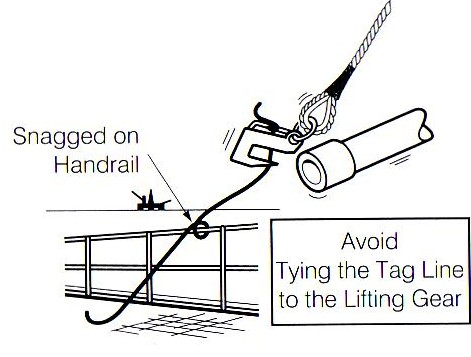 Snagged on
Handrail
Avoid
Tying the Tag Line
to the Lifting Gear